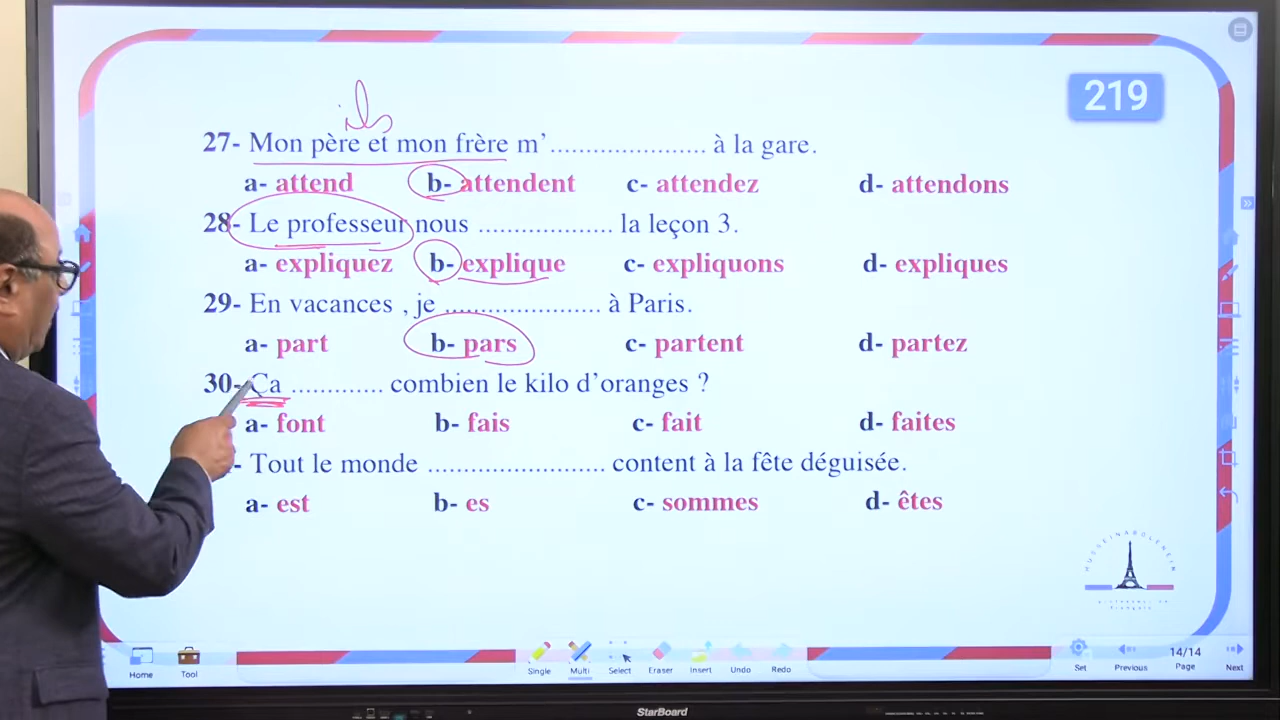 219
ils
27- Mon père et mon frère m'...................... à la gare.
a- attend b- attendent c- attendez d- attendons
28- Le professeur nous ................... la leçon 3.
a- expliquez b- explique c- expliquons d- expliques
29- En vacances , je ...................... à Paris.
a- part b- pars c- partent d- partez
30- Ça ............. combien le kilo d'oranges ?
a- font b- fais c- fait d- faites
- Tout le monde ......................... content à la fête déguisée.
a- est b- es c- sommes d- êtes
HUSSEINABOLENEIN
Home Tool Single Multi Select Eraser Insert Undo Redo Set Previous 14/14 Page Next
StarBoard